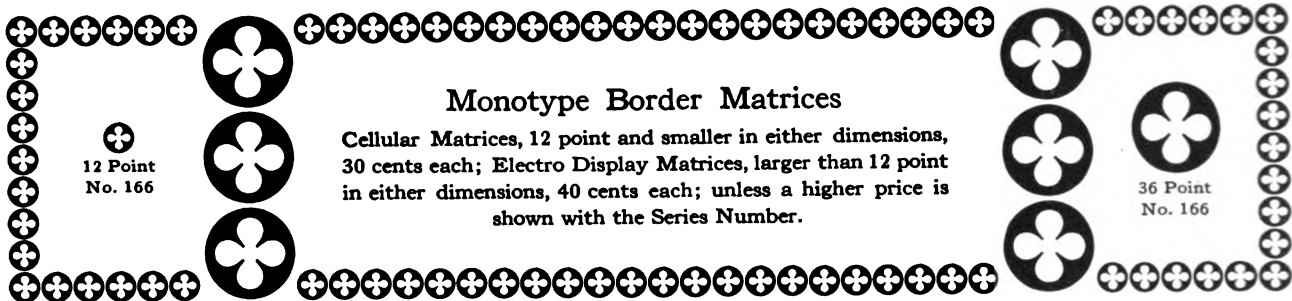 12 Point
No. 166
Monotype Border Matrices
Cellular Matrices, 12 point and smaller in either dimensions,
30 cents each; Electro Display Matrices, larger than 12 point
in either dimensions, 40 cents each; unless a higher price is
shown with the Series Number.
36 Point
No. 166